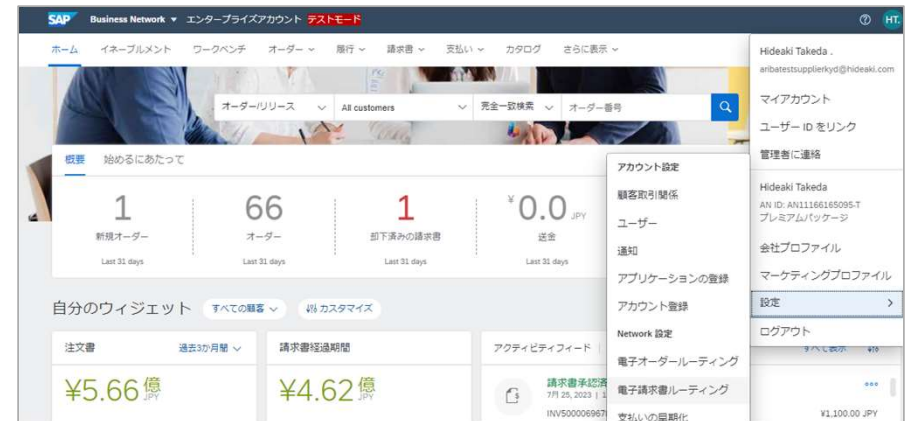 SAP Business Network ▼ エンタープライズアカウント テストモード
HT.
ホーム イネーブルメント ワークベンチ オーダー 履行 請求書 支払い カタログ さらに表示
オーダー/リリース All customers 完全一致検索 オーダー番号
概要 始めるにあたって
1
新規オーダー
Last 31 days
66
オーダー
Last 31 days
1
却下済みの請求書
Last 31 days
¥0.0 JPY
送金
Last 31 days
自分のウィジェット すべての顧客 カスタマイズ
注文書 過去3か月間
¥5.66 億 JPY
請求書経過期間
¥4.62 億 JPY
アクティビティフィード
すべて表示
請求書承認済
7月 25, 2023
¥1,100.00 JPY
アカウント設定
顧客取引関係
ユーザー
通知
アプリケーションの登録
アカウント登録
Network 設定
電子オーダールーティング
電子請求書ルーティング
支払いの早期化
Hideaki Takeda .
aribatestsupplierkyd@hideaki.com
マイアカウント
ユーザー ID をリンク
管理者に連絡
Hideaki Takeda
AN ID: AN11166165095-T
プレミアムパッケージ
会社プロファイル
マーケティングプロファイル
設定
ログアウト